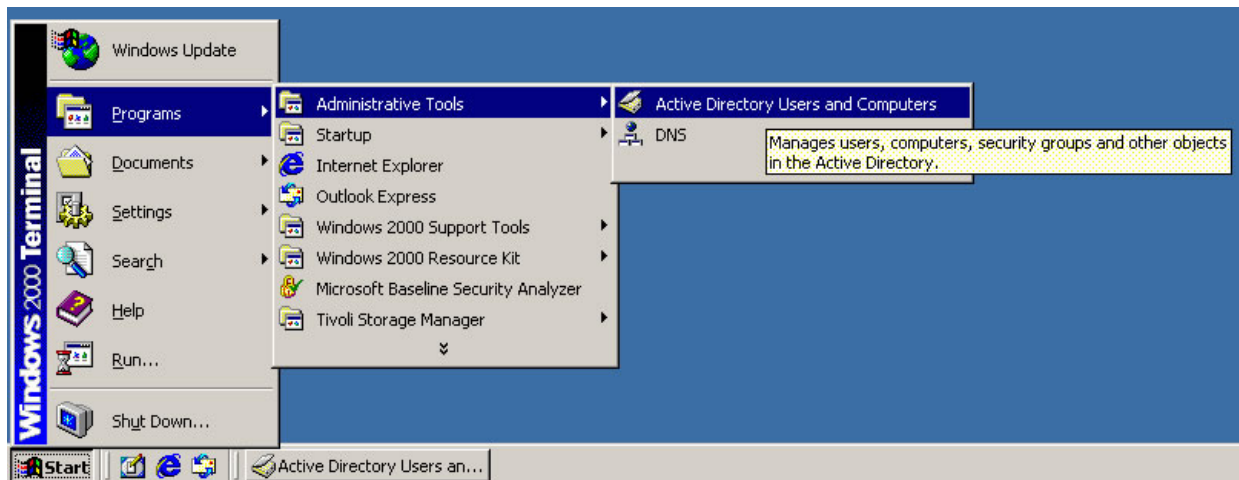 Windows 2000 Terminal
Windows Update
Programs
Documents
Settings
Search
Help
Run...
Shut Down...
Administrative Tools
Startup
Internet Explorer
Outlook Express
Windows 2000 Support Tools
Windows 2000 Resource Kit
Microsoft Baseline Security Analyzer
Tivoli Storage Manager
Active Directory Users and Computers
DNS
Manages users, computers, security groups and other objects
in the Active Directory.
Start
Active Directory Users an...